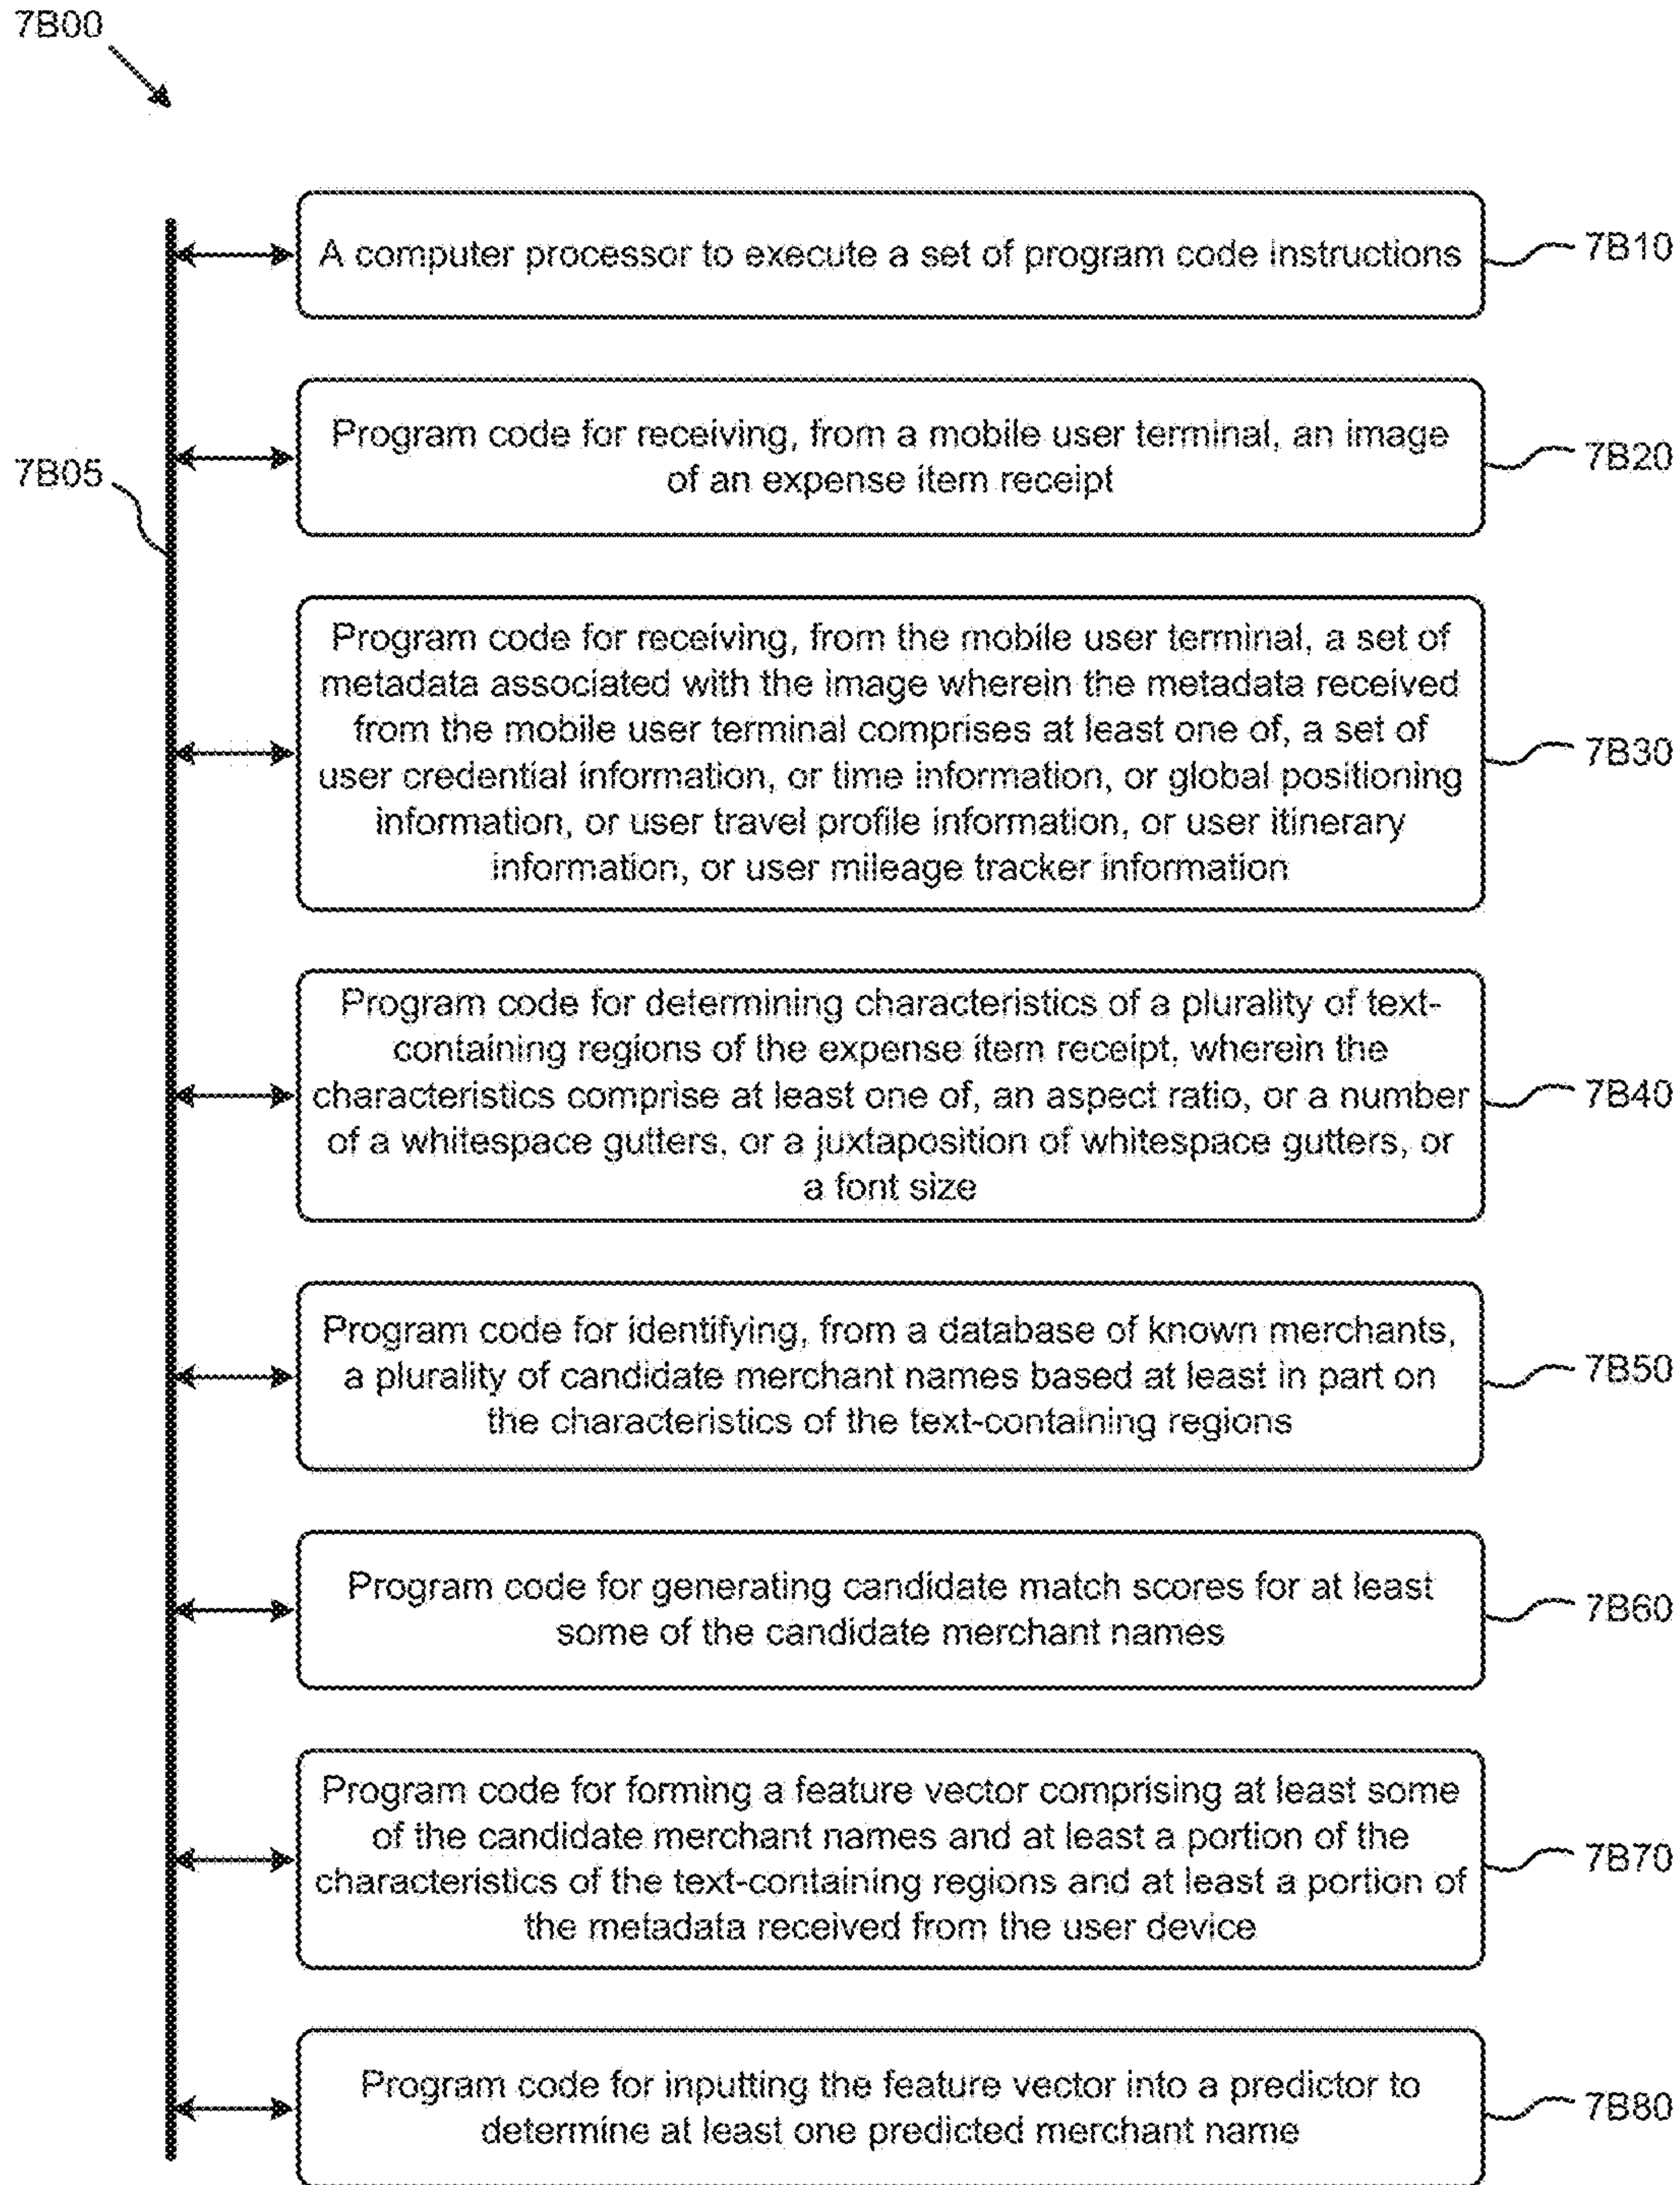 7B00
A computer processor to execute a set of program code instructions
7B10
Program code for receiving, from a mobile user terminal, an image
of an expense item receipt
7B20
7B05
Program code for receiving, from the mobile user terminal, a set of
metadata associated with the image wherein the metadata received
from the mobile user terminal comprises at least one of, a set of
user credential information, or time information, or global positioning
information, or user travel profile information, or user itinerary
information, or user mileage tracker information
7B30
Program code for determining characteristics of a plurality of text-
containing regions of the expense item receipt, wherein the
characteristics comprise at least one of, an aspect ratio, or a number
of a whitespace gutters, or a juxtaposition of whitespace gutters, or
a font size
7B40
Program code for identifying, from a database of known merchants,
a plurality of candidate merchant names based at least in part on
the characteristics of the text-containing regions
7B50
Program code for generating candidate match scores for at least
some of the candidate merchant names
7B60
Program code for forming a feature vector comprising at least some
of the candidate merchant names and at least a portion of the
characteristics of the text-containing regions and at least a portion of
the metadata received from the user device
7B70
Program code for inputting the feature vector into a predictor to
determine at least one predicted merchant name
7B80